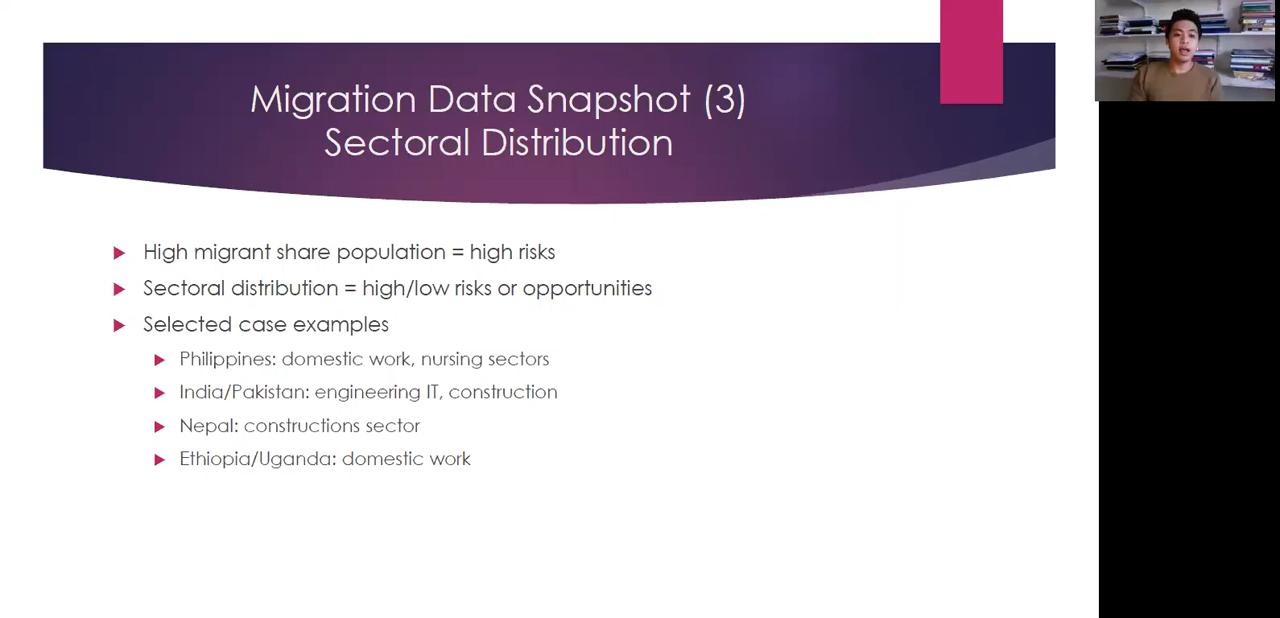 Migration Data Snapshot (3)
Sectoral Distribution
High migrant share population = high risks
Sectoral distribution = high/low risks or opportunities
Selected case examples
Philippines: domestic work, nursing sectors
India/Pakistan: engineering IT, construction
Nepal: constructions sector
Ethiopia/Uganda: domestic work